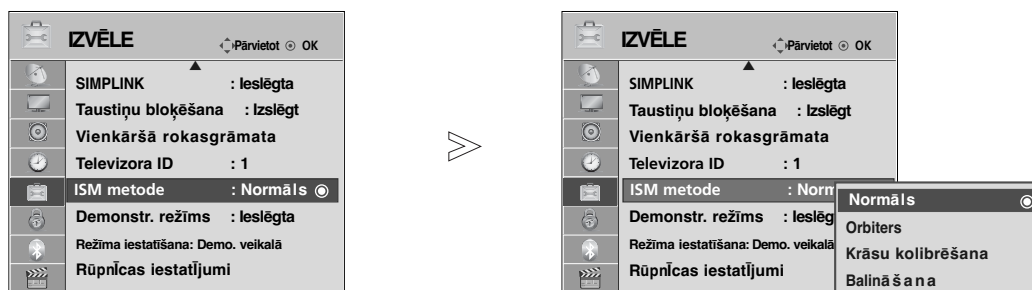 IZVĒLE
Pārvietot OK
SIMPLINK : Ieslēgta
Taustiņu bloķēšana : Izslēgt
Vienkāršā rokasgrāmata
Televizora ID : 1
ISM metode : Normāls
Demonstr. režīms : Ieslēgta
Režīma iestatīšana: Demo. veikalā
Rūpnīcas iestatījumi
IZVĒLE
Pārvietot OK
SIMPLINK : Ieslēgta
Taustiņu bloķēšana : Izslēgt
Vienkāršā rokasgrāmata
Televizora ID : 1
ISM metode : Norm
Demonstr. režīms : Ieslēg
Režīma iestatīšana: Demo. veikalā
Rūpnīcas iestatījumi
Normāls
Orbiters
Krāsu kolibrēšana
Balināšana